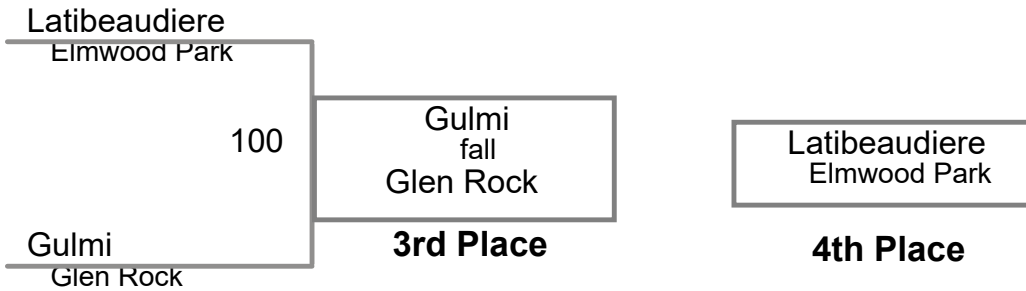 Latibeaudiere
Elmwood Park
100
Gulmi
Glen Rock
Gulmi
fall
Glen Rock
3rd Place
Latibeaudiere
Elmwood Park
4th Place